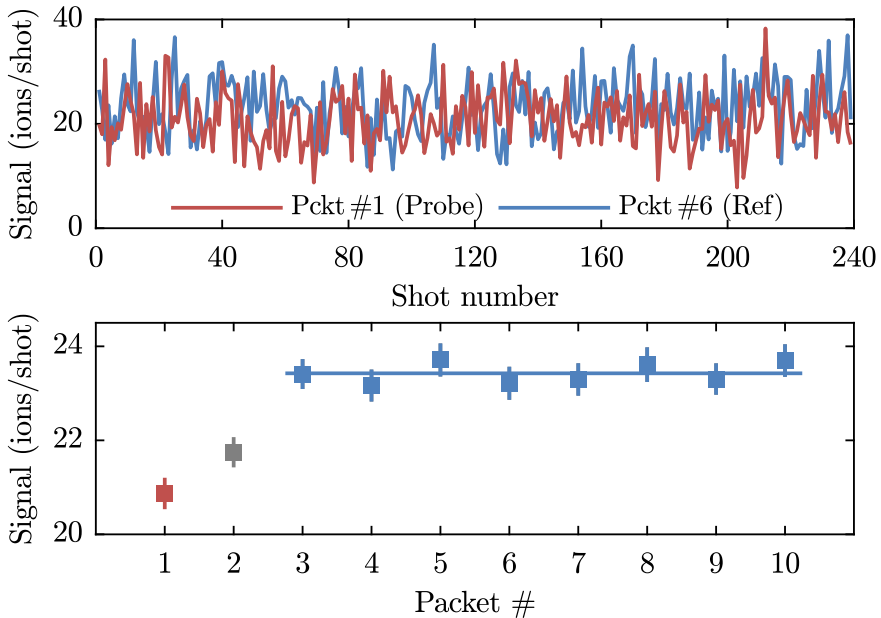 Signal (ions/shot)
40
20
0
Pckt #1 (Probe)
Pckt #6 (Ref)
0 40 80 120 160 200 240
Shot number
Signal (ions/shot)
24
22
20
1 2 3 4 5 6 7 8 9 10
Packet #